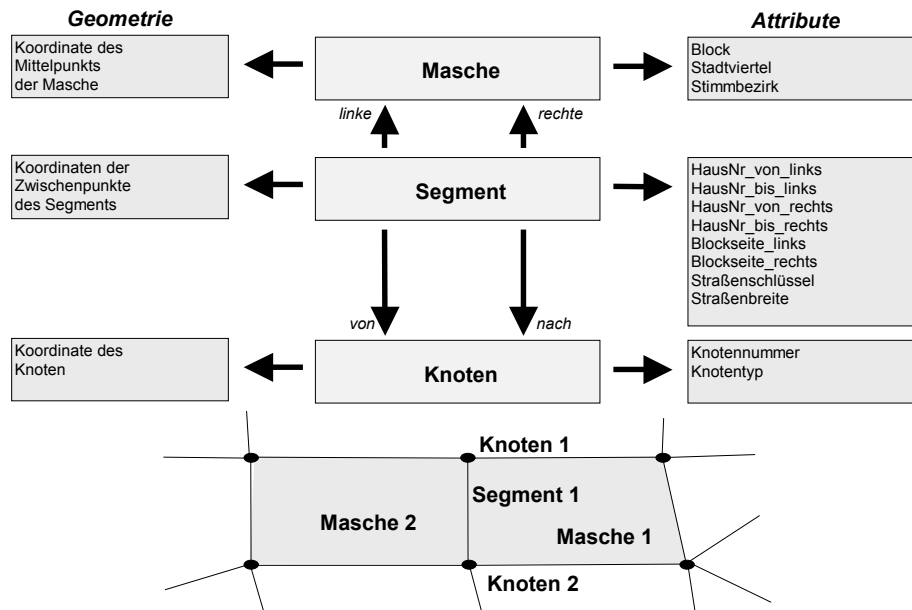 Geometrie
Attribute
Koordinate des
Mittelpunkts
der Masche
Masche
Block
Stadtviertel
Stimmbezirk
linke
rechte
Koordinaten der
Zwischenpunkte
des Segments
Segment
HausNr_von_links
HausNr_bis_links
HausNr_von_rechts
HausNr_bis_rechts
Blockseite_links
Blockseite_rechts
Straßenschlüssel
Straßenbreite
von
nach
Koordinate des
Knoten
Knoten
Knotennummer
Knotentyp
Knoten 1
Segment 1
Masche 2
Masche 1
Knoten 2